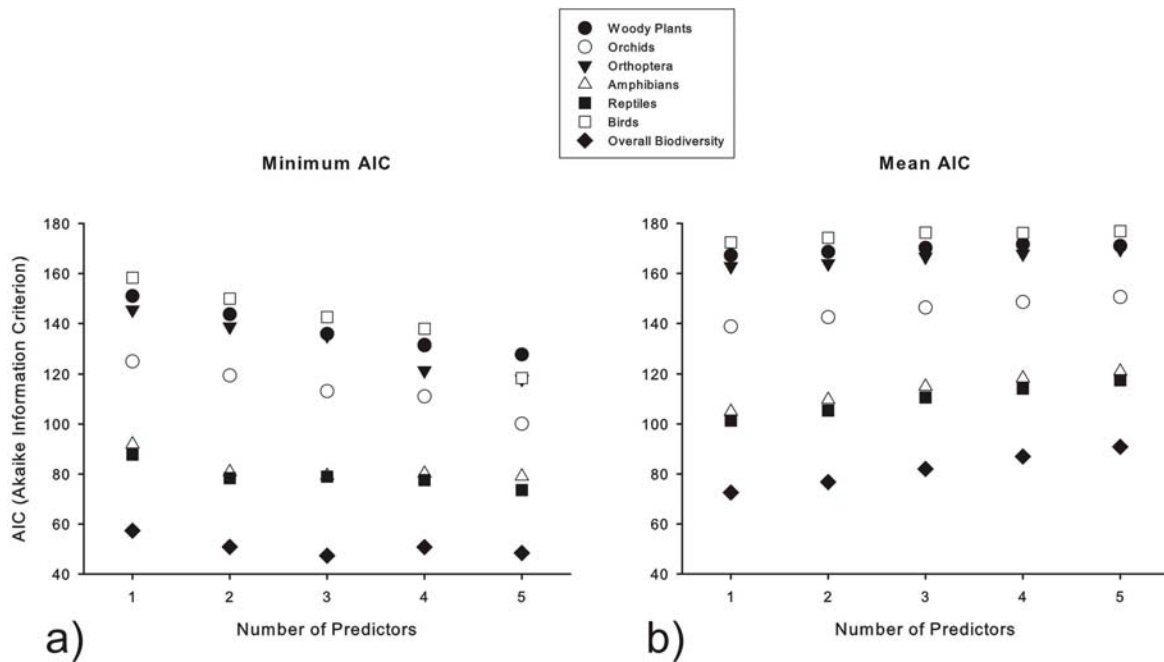 Woody Plants
Orchids
Orthoptera
Amphibians
Reptiles
Birds
Overall Biodiversity
Minimum AIC
Mean AIC
AIC (Akaike Information Criterion)
180
160
140
120
100
80
60
40
1 2 3 4 5
Number of Predictors
a)
180
160
140
120
100
80
60
40
1 2 3 4 5
Number of Predictors
b)